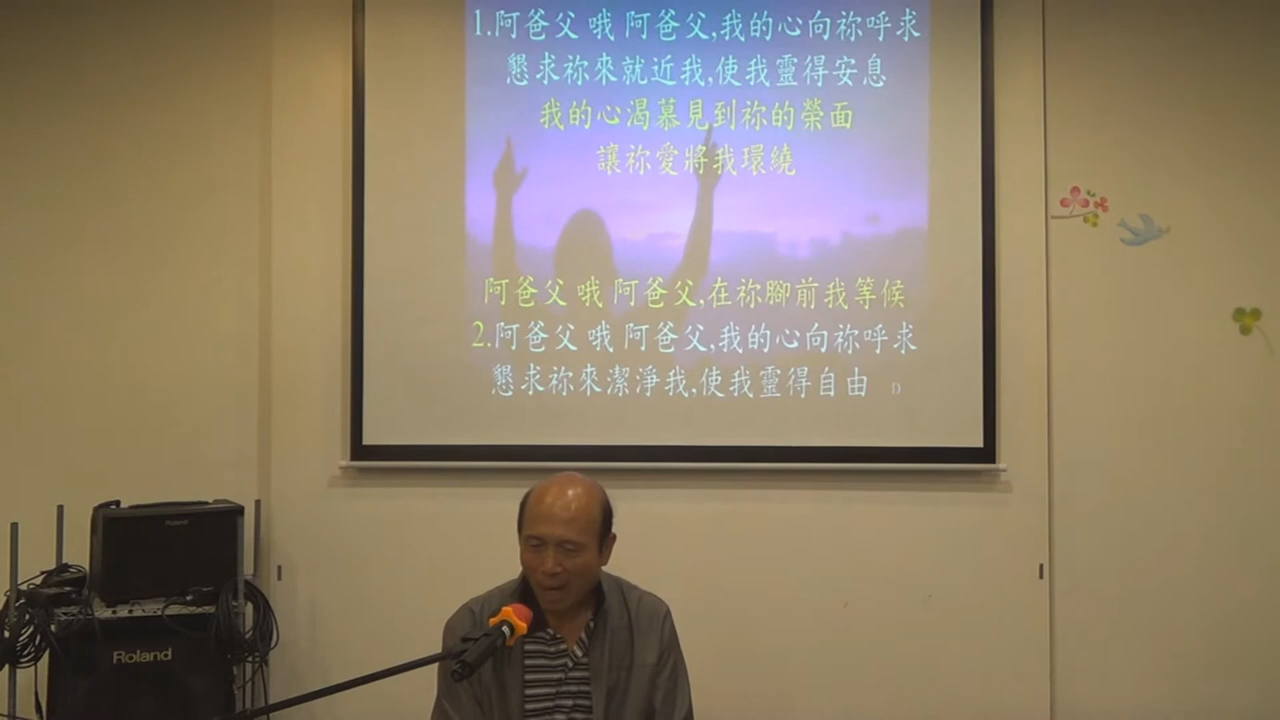 1.阿爸父 哦 阿爸父,我的心向祢呼求
懇求祢來就近我,使我靈得安息
我的心渴慕見到祢的榮面
讓祢愛將我環繞
阿爸父 哦 阿爸父,在祢腳前我等候
2.阿爸父 哦 阿爸父,我的心向祢呼求
懇求祢來潔淨我,使我靈得自由 D
Roland
Roland